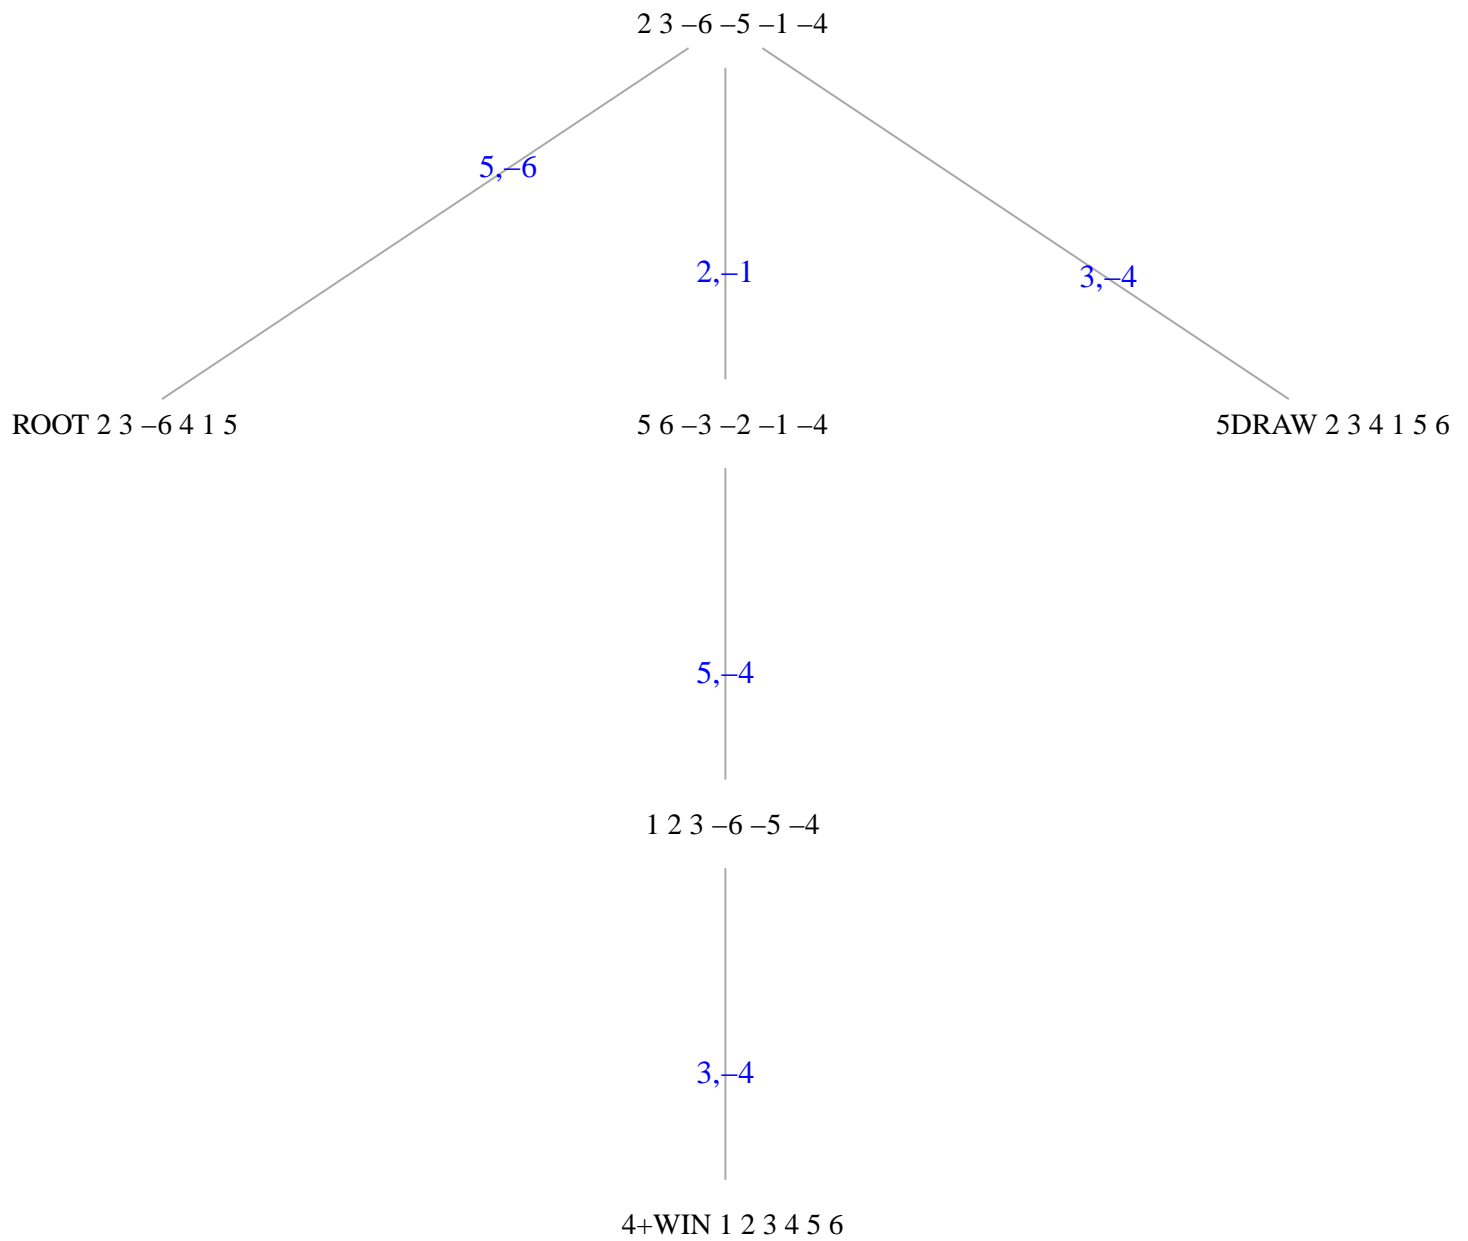 2 3 –6 –5 –1 –4
5,–6
2,–1
3,–4
ROOT 2 3 –6 4 1 5
5 6 –3 –2 –1 –4
5DRAW 2 3 4 1 5 6
5,–4
1 2 3 –6 –5 –4
3,–4
4+WIN 1 2 3 4 5 6